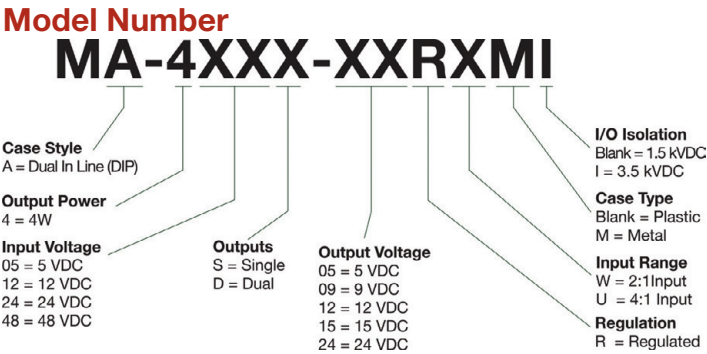 Model Number
MA-4XXX-XXRXMI
Case Style
A = Dual In Line (DIP)
Output Power
4 = 4W
Input Voltage
05 = 5 VDC
12 = 12 VDC
24 = 24 VDC
48 = 48 VDC
Outputs
S = Single
D = Dual
Output Voltage
05 = 5 VDC
09 = 9 VDC
12 = 12 VDC
15 = 15 VDC
24 = 24 VDC
I/O Isolation
Blank = 1.5 kVDC
I = 3.5 kVDC
Case Type
Blank = Plastic
M = Metal
Input Range
W = 2:1Input
U = 4:1 Input
Regulation
R = Regulated